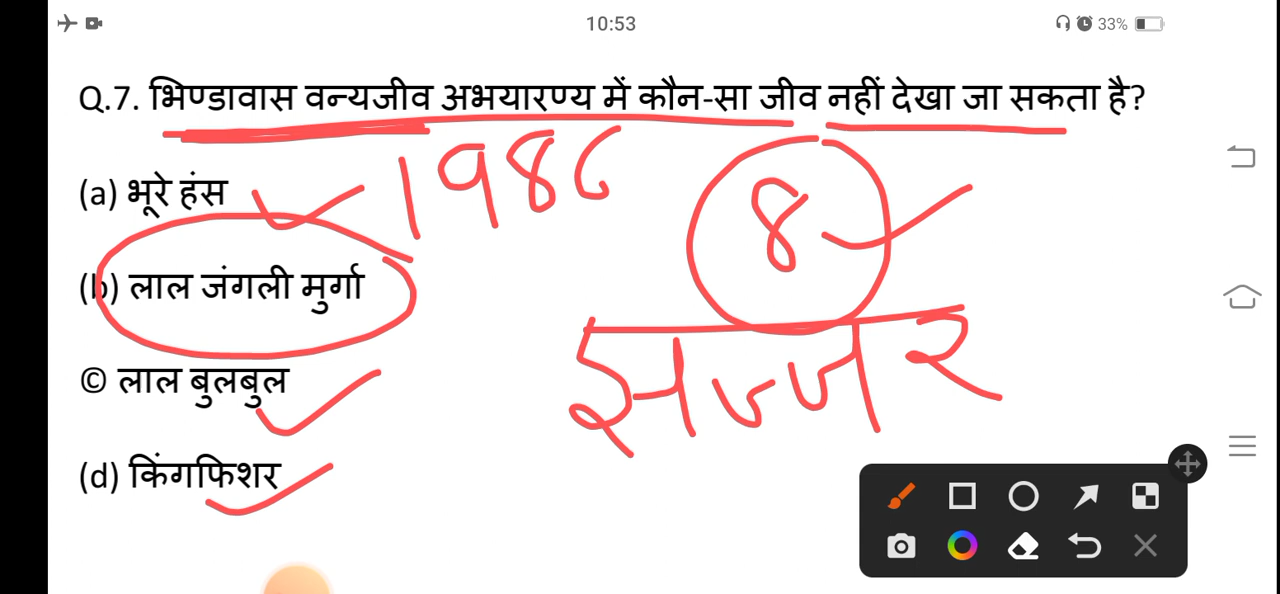 10:53
33%
Q.7. भिण्डावास वन्यजीव अभयारण्य में कौन-सा जीव नहीं देखा जा सकता है?
(a) भूरे हंस
1986
8
(b) लाल जंगली मुर्गा
झज्जर
© लाल बुलबुल
(d) किंगफिशर